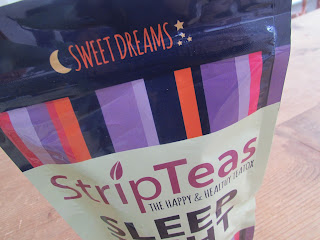 SWEET DREAMS
StripTeas
THE HAPPY & HEALTHY TEATOX
SLEEP